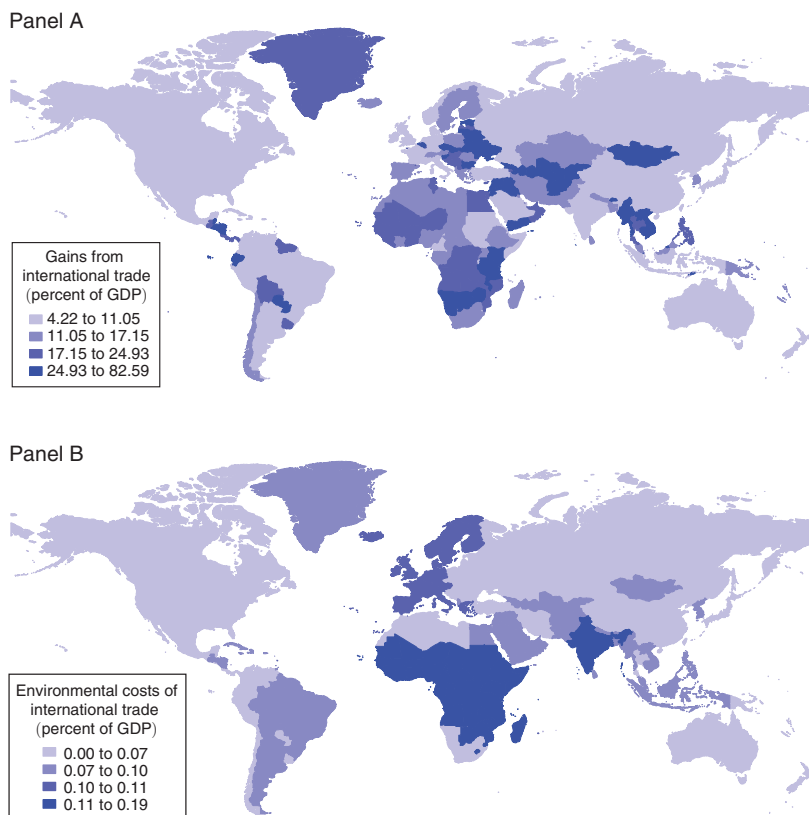 Panel A
Gains from
international trade
(percent of GDP)
4.22 to 11.05
11.05 to 17.15
17.15 to 24.93
24.93 to 82.59
Panel B
Environmental costs of
international trade
(percent of GDP)
0.00 to 0.07
0.07 to 0.10
0.10 to 0.11
0.11 to 0.19